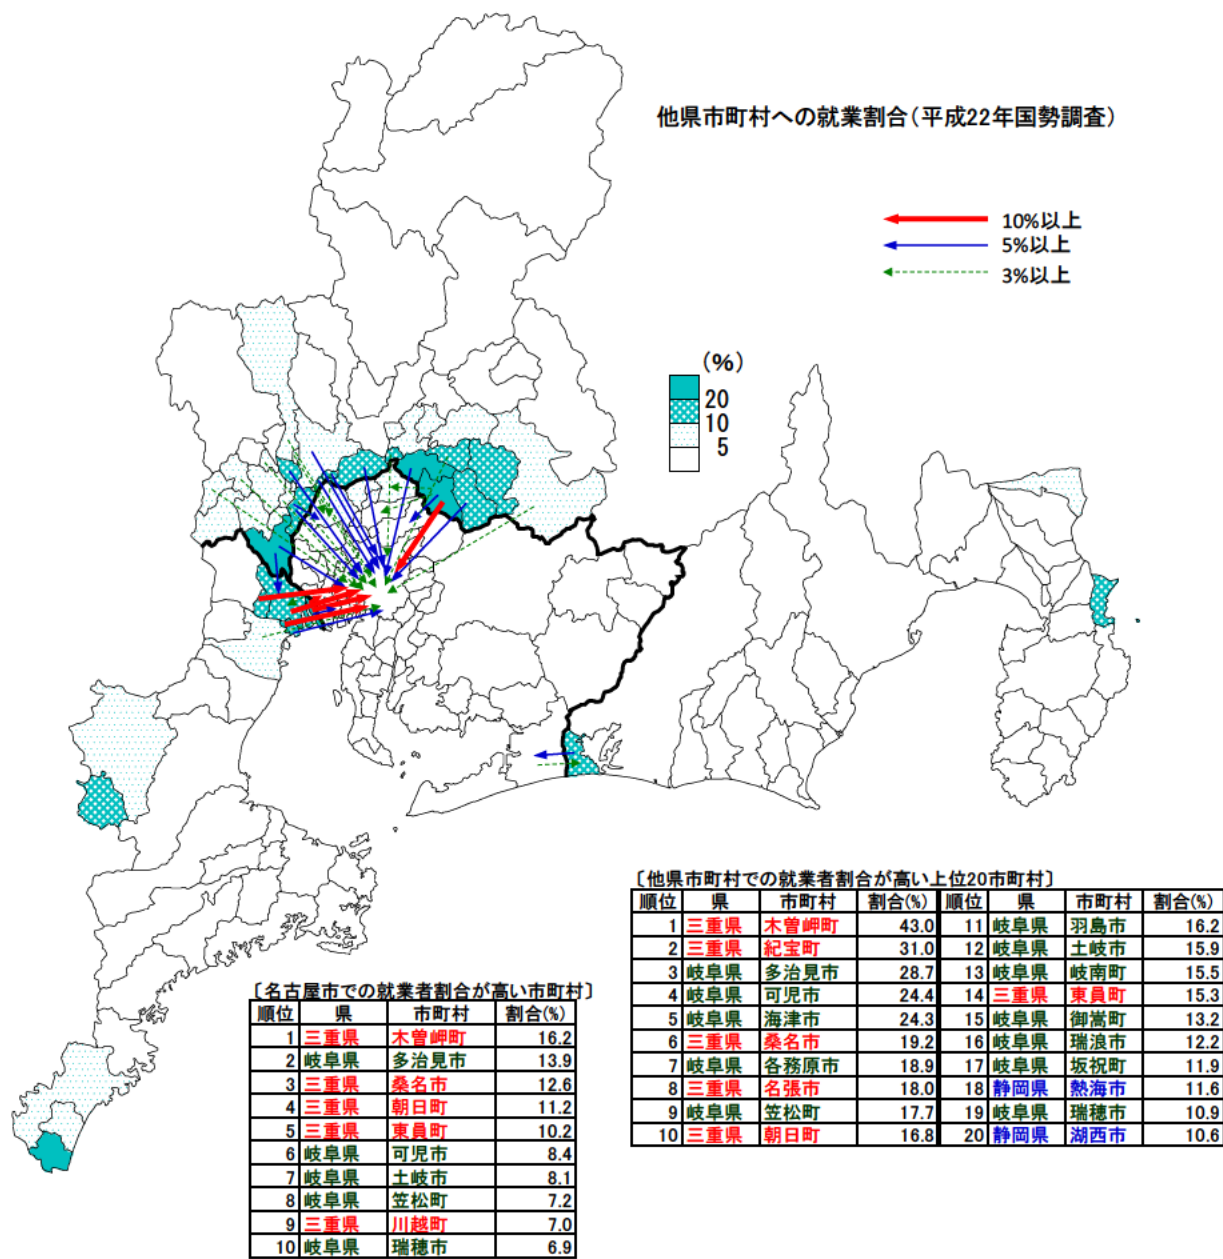 他県市町村への就業割合(平成22年国勢調査)
10%以上
5%以上
3%以上
(%)
20
10
5
〔他県市町村での就業者割合が高い上位20市町村〕
順位 県 市町村 割合(%) 順位 県 市町村 割合(%)
1 三重県 木曽岬町 43.0 11 岐阜県 羽島市 16.2
2 三重県 紀宝町 31.0 12 岐阜県 土岐市 15.9
3 岐阜県 多治見市 28.7 13 岐阜県 岐南町 15.5
4 岐阜県 可児市 24.4 14 三重県 東員町 15.3
5 岐阜県 海津市 24.3 15 岐阜県 御嵩町 13.2
6 三重県 桑名市 19.2 16 岐阜県 瑞浪市 12.2
7 岐阜県 各務原市 18.9 17 岐阜県 坂祝町 11.9
8 三重県 名張市 18.0 18 静岡県 熱海市 11.6
9 岐阜県 笠松町 17.7 19 岐阜県 瑞穂市 10.9
10 三重県 朝日町 16.8 20 静岡県 湖西市 10.6
〔名古屋市での就業者割合が高い市町村〕
順位 県 市町村 割合(%)
1 三重県 木曽岬町 16.2
2 岐阜県 多治見市 13.9
3 三重県 桑名市 12.6
4 三重県 朝日町 11.2
5 三重県 東員町 10.2
6 岐阜県 可児市 8.4
7 岐阜県 土岐市 8.1
8 岐阜県 笠松町 7.2
9 三重県 川越町 7.0
10 岐阜県 瑞穂市 6.9